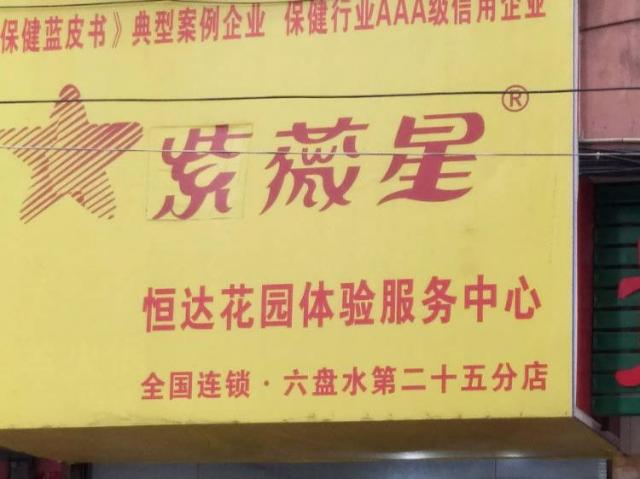 保健蓝皮书》典型案例企业 保健行业AAA级信用企业
紫薇星®
恒达花园体验服务中心
全国连锁·六盘水第二十五分店